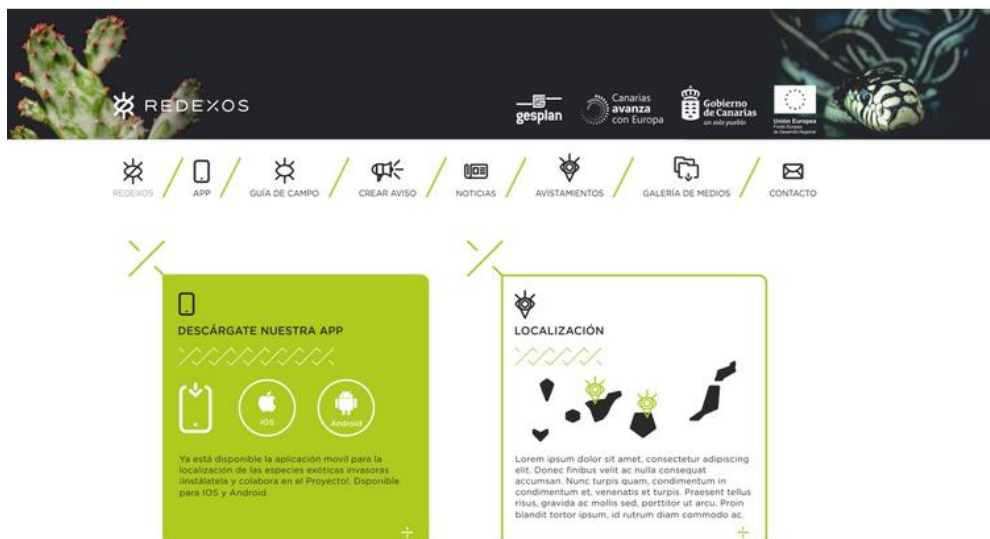 REDEXOS
gesplan
Canarias
avanza
con Europa
Gobierno
de Canarias
un solo pueblo
Unión Europea
Fondo Europeo
de Desarrollo Regional
REDEXOS
APP
GUÍA DE CAMPO
CREAR AVISO
NOTICIAS
AVISTAMIENTOS
GALERÍA DE MEDIOS
CONTACTO
DESCÁRGATE NUESTRA APP
iOS
Android
Ya está disponible la aplicación movil para la
localización de las especies exóticas invasoras
¡Instálatela y colabora en el Proyecto!. Dsponible
para IOS y Android
LOCALIZACIÓN
Lorem ipsum dolor sit amet, consectetur adipiscing
elit. Donec finibus velit ac nulla consequat
accumsan. Nunc turpis quam, condimentum in
condimentum et, venenatis et turpis. Praesent tellus
risus, gravida ac mollis sed, porttitor ut arcu. Proin
blandit tortor ipsum, id rutrum diam commodo ac.